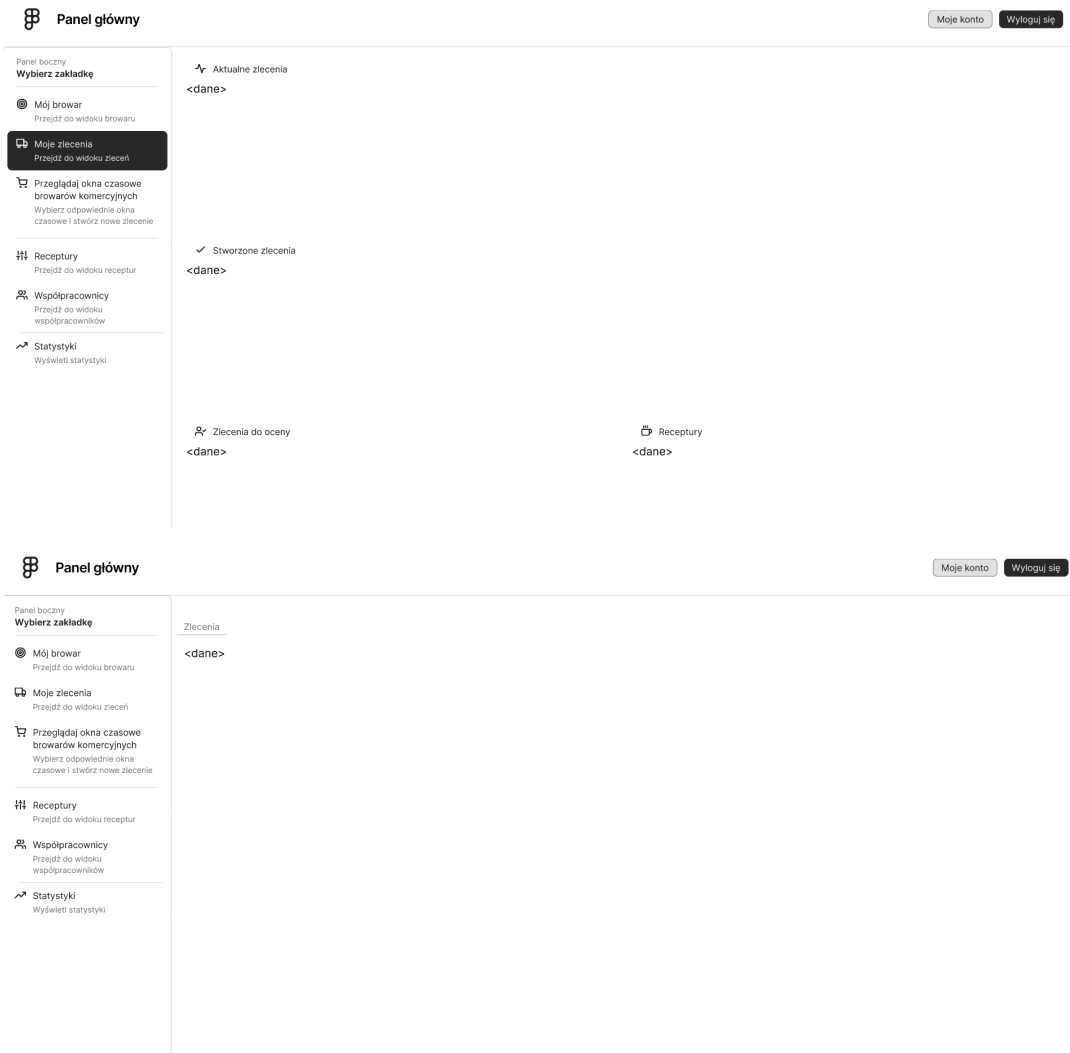 Panel główny
Moje konto
Wyloguj się
Panel boczny
Wybierz zakładkę
Mój browar
Przejdź do widoku browaru
Moje zlecenia
Przejdź do widoku zleceń
Przeglądaj okna czasowe
browarów komercyjnych
Wybierz odpowiednie okna
czasowe i stwórz nowe zlecenie
Receptury
Przejdź do widoku receptur
Współpracownicy
Przejdź do widoku
współpracowników
Statystyki
Wyświetl statystyki
Aktualne zlecenia
<dane>
Stworzone zlecenia
<dane>
Zlecenia do oceny
<dane>
Receptury
<dane>
Panel główny
Moje konto
Wyloguj się
Panel boczny
Wybierz zakładkę
Mój browar
Przejdź do widoku browaru
Moje zlecenia
Przejdź do widoku zleceń
Przeglądaj okna czasowe
browarów komercyjnych
Wybierz odpowiednie okna
czasowe i stwórz nowe zlecenie
Receptury
Przejdź do widoku receptur
Współpracownicy
Przejdź do widoku
współpracowników
Statystyki
Wyświetl statystyki
Zlecenia
<dane>